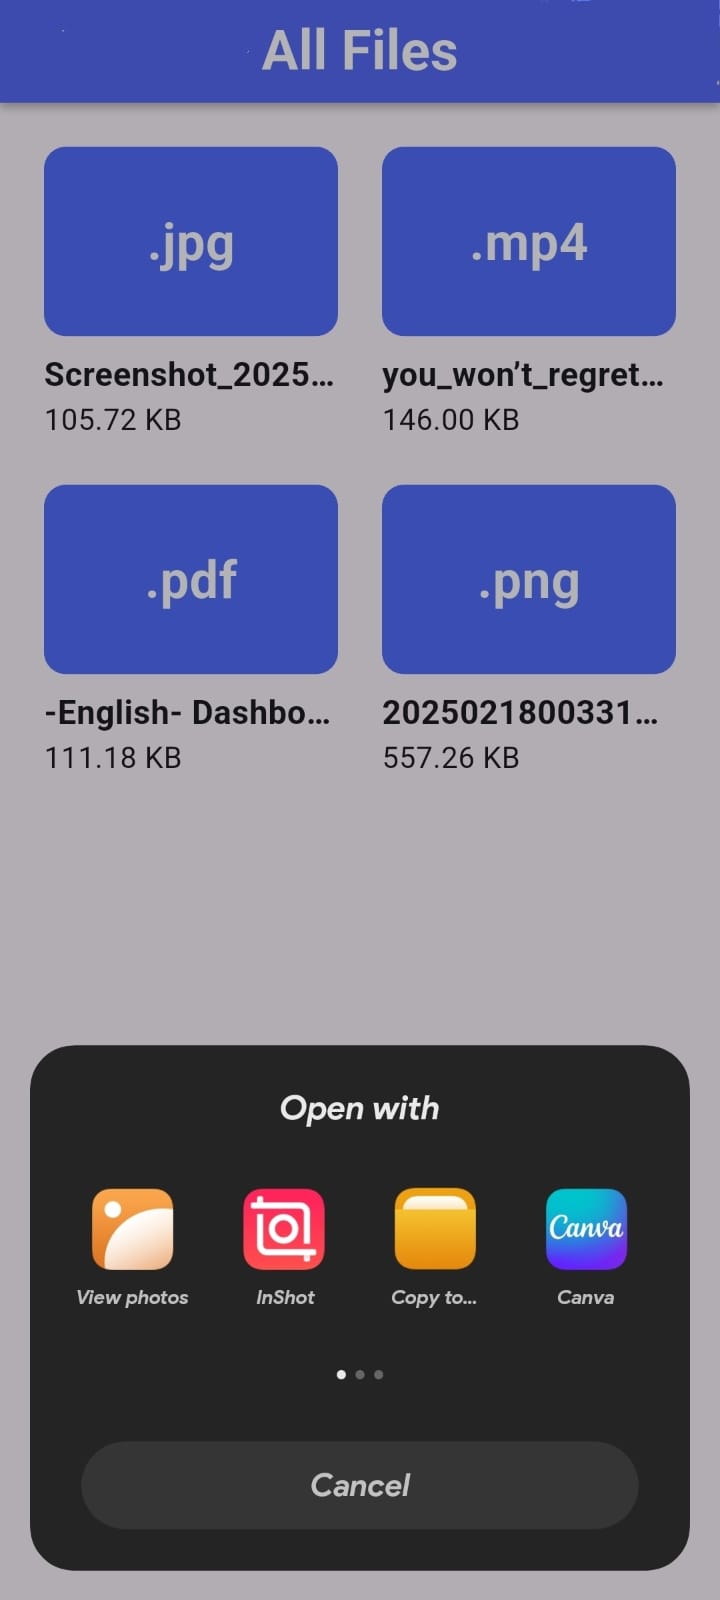 All Files
.jpg
.mp4
Screenshot_2025...
you_won’t_regret...
105.72 KB
146.00 KB
.pdf
.png
-English- Dashbo...
2025021800331...
111.18 KB
557.26 KB
Open with
Canva
View photos
InShot
Copy to...
Canva
Cancel